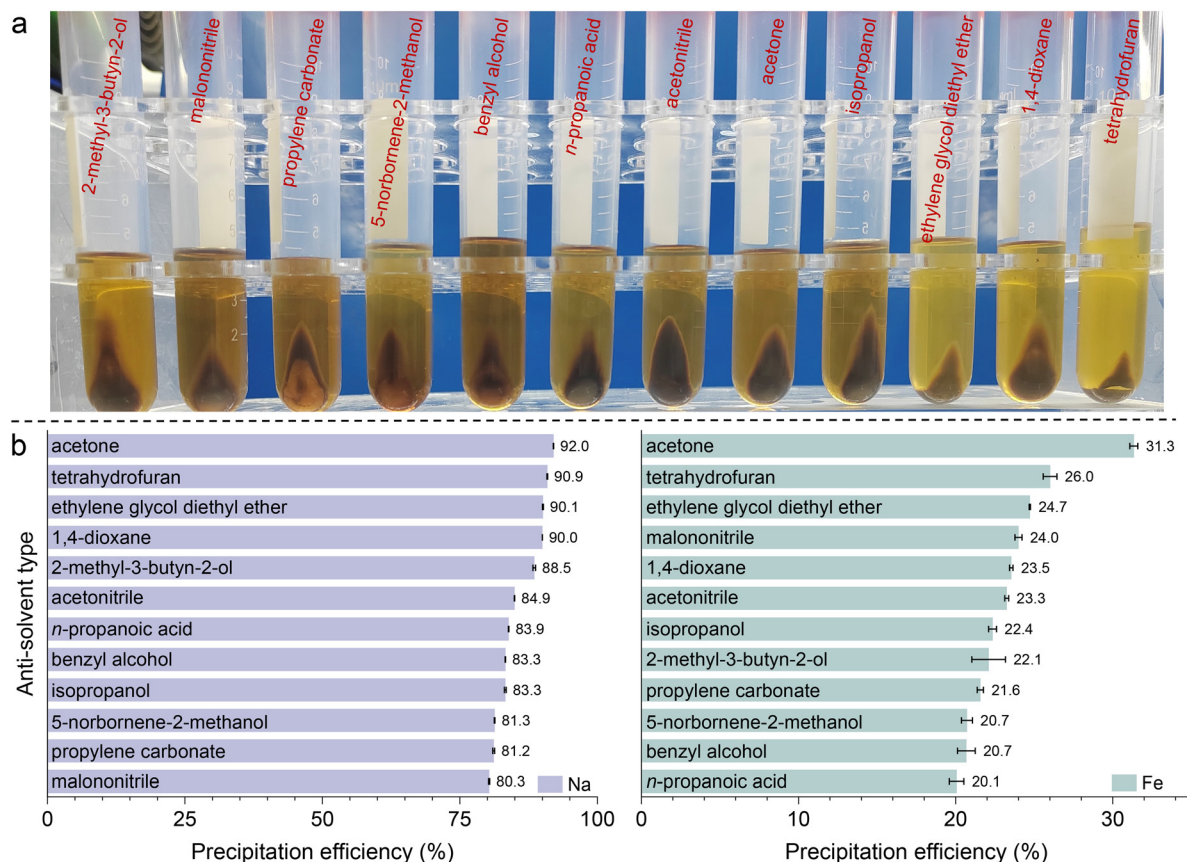 a
2-methyl-3-butyn-2-ol
malononitrile
propylene carbonate
5-norbornene-2-methanol
benzyl alcohol
n-propanoic acid
acetonitrile
acetone
isopropanol
ethylene glycol diethyl ether
1,4-dioxane
tetrahydrofuran
b
Anti-solvent type
acetone 92.0
tetrahydrofuran 90.9
ethylene glycol diethyl ether 90.1
1,4-dioxane 90.0
2-methyl-3-butyn-2-ol 88.5
acetonitrile 84.9
n-propanoic acid 83.9
benzyl alcohol 83.3
isopropanol 83.3
5-norbornene-2-methanol 81.3
propylene carbonate 81.2
malononitrile 80.3
Na
0 25 50 75 100
Precipitation efficiency (%)
acetone 31.3
tetrahydrofuran 26.0
ethylene glycol diethyl ether 24.7
malononitrile 24.0
1,4-dioxane 23.5
acetonitrile 23.3
isopropanol 22.4
2-methyl-3-butyn-2-ol 22.1
propylene carbonate 21.6
5-norbornene-2-methanol 20.7
benzyl alcohol 20.7
n-propanoic acid 20.1
Fe
0 10 20 30
Precipitation efficiency (%)